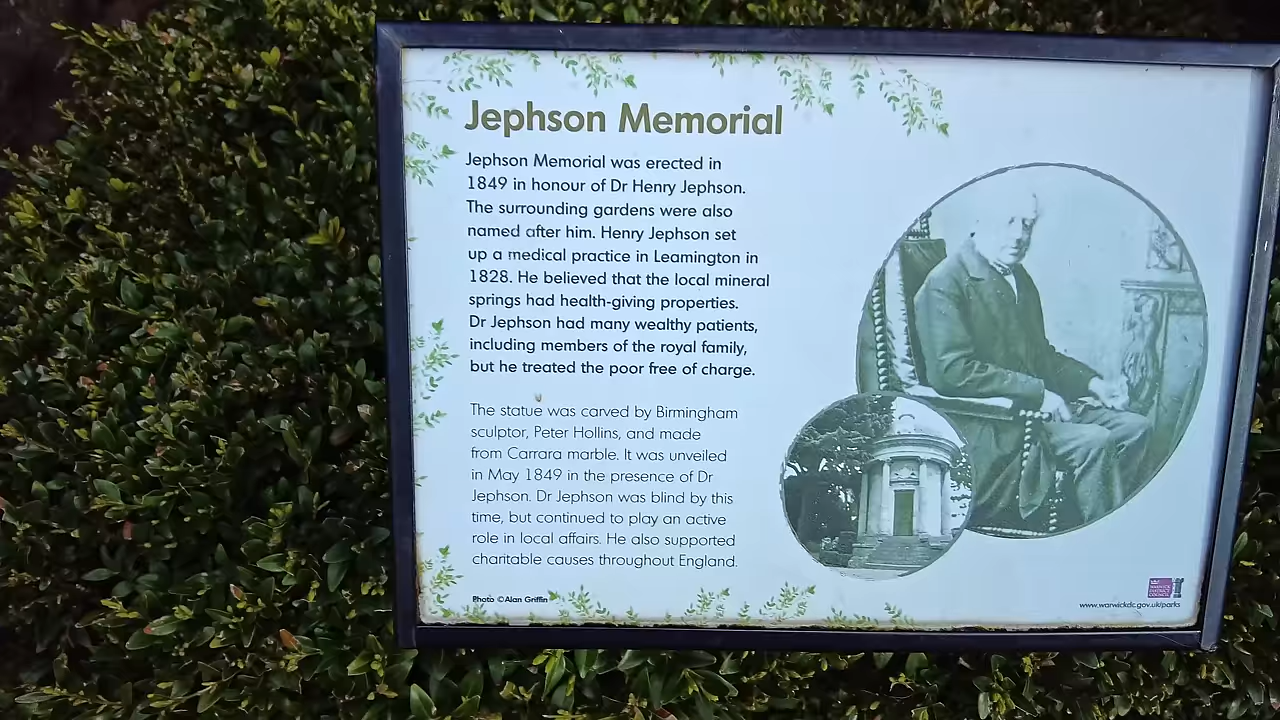 Jephson Memorial
Jephson Memorial was erected in
1849 in honour of Dr Henry Jephson.
The surrounding gardens were also
named after him. Henry Jephson set
up a medical practice in Leamington in
1828. He believed that the local mineral
springs had health-giving properties.
Dr Jephson had many wealthy patients,
including members of the royal family,
but he treated the poor free of charge.
The statue was carved by Birmingham
sculptor, Peter Hollins, and made
from Carrara marble. It was unveiled
in May 1849 in the presence of Dr
Jephson. Dr Jephson was blind by this
time, but continued to play an active
role in local affairs. He also supported
charitable causes throughout England.
Photo ©Alan Griffin
WARWICK
DISTRICT
COUNCIL
www.warwickdc.gov.uk/parks